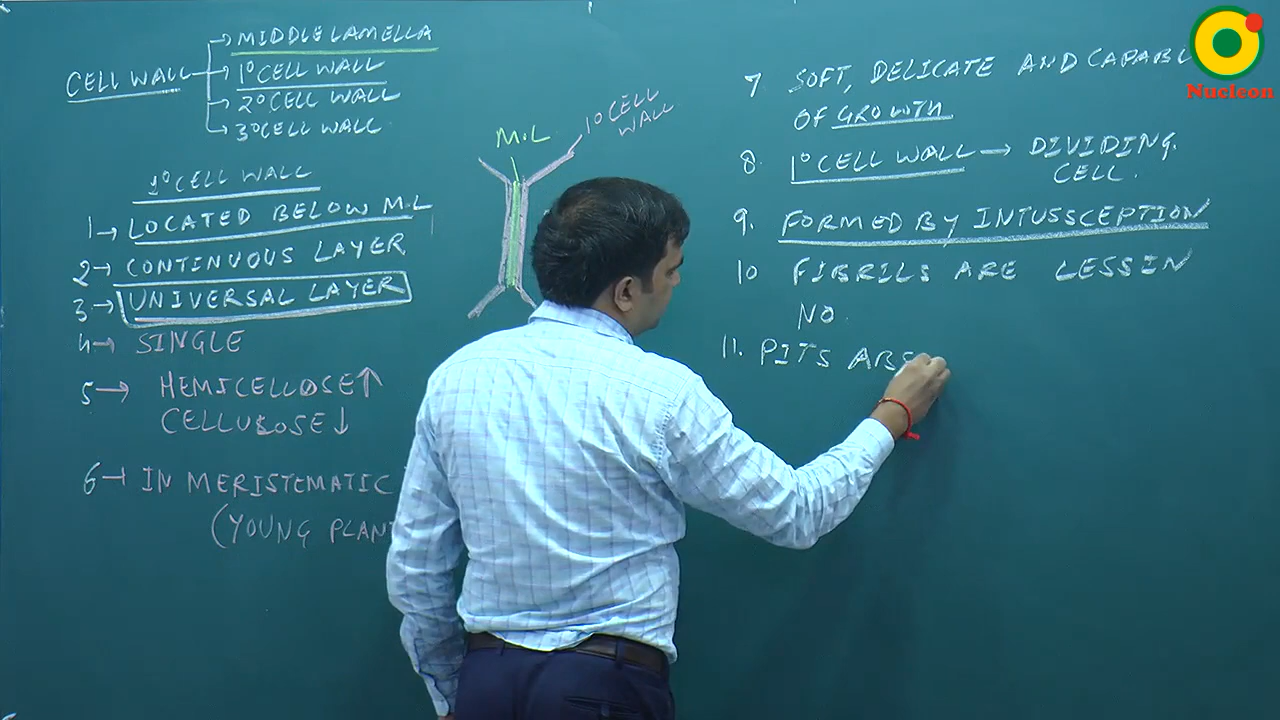 CELL WALL
→ MIDDLE LAMELLA
→ 1° CELL WALL
→ 2° CELL WALL
→ 3° CELL WALL
1° CELL WALL
1→ LOCATED BELOW M.L
2→ CONTINUOUS LAYER
3→ UNIVERSAL LAYER
4→ SINGLE
5→ HEMICELLOSE↑
CELLULOSE↓
6→ IN MERISTEMATIC
(YOUNG PLAN
M.L
1° CELL
WALL
7 SOFT, DELICATE AND CAPABL
OF GROWTH
8. 1° CELL WALL → DIVIDING.
CELL.
9. FORMED BY INTUSSCEPTION
10 FIBRILS ARE LESS IN
NO.
11. PITS ABS
Nucleon